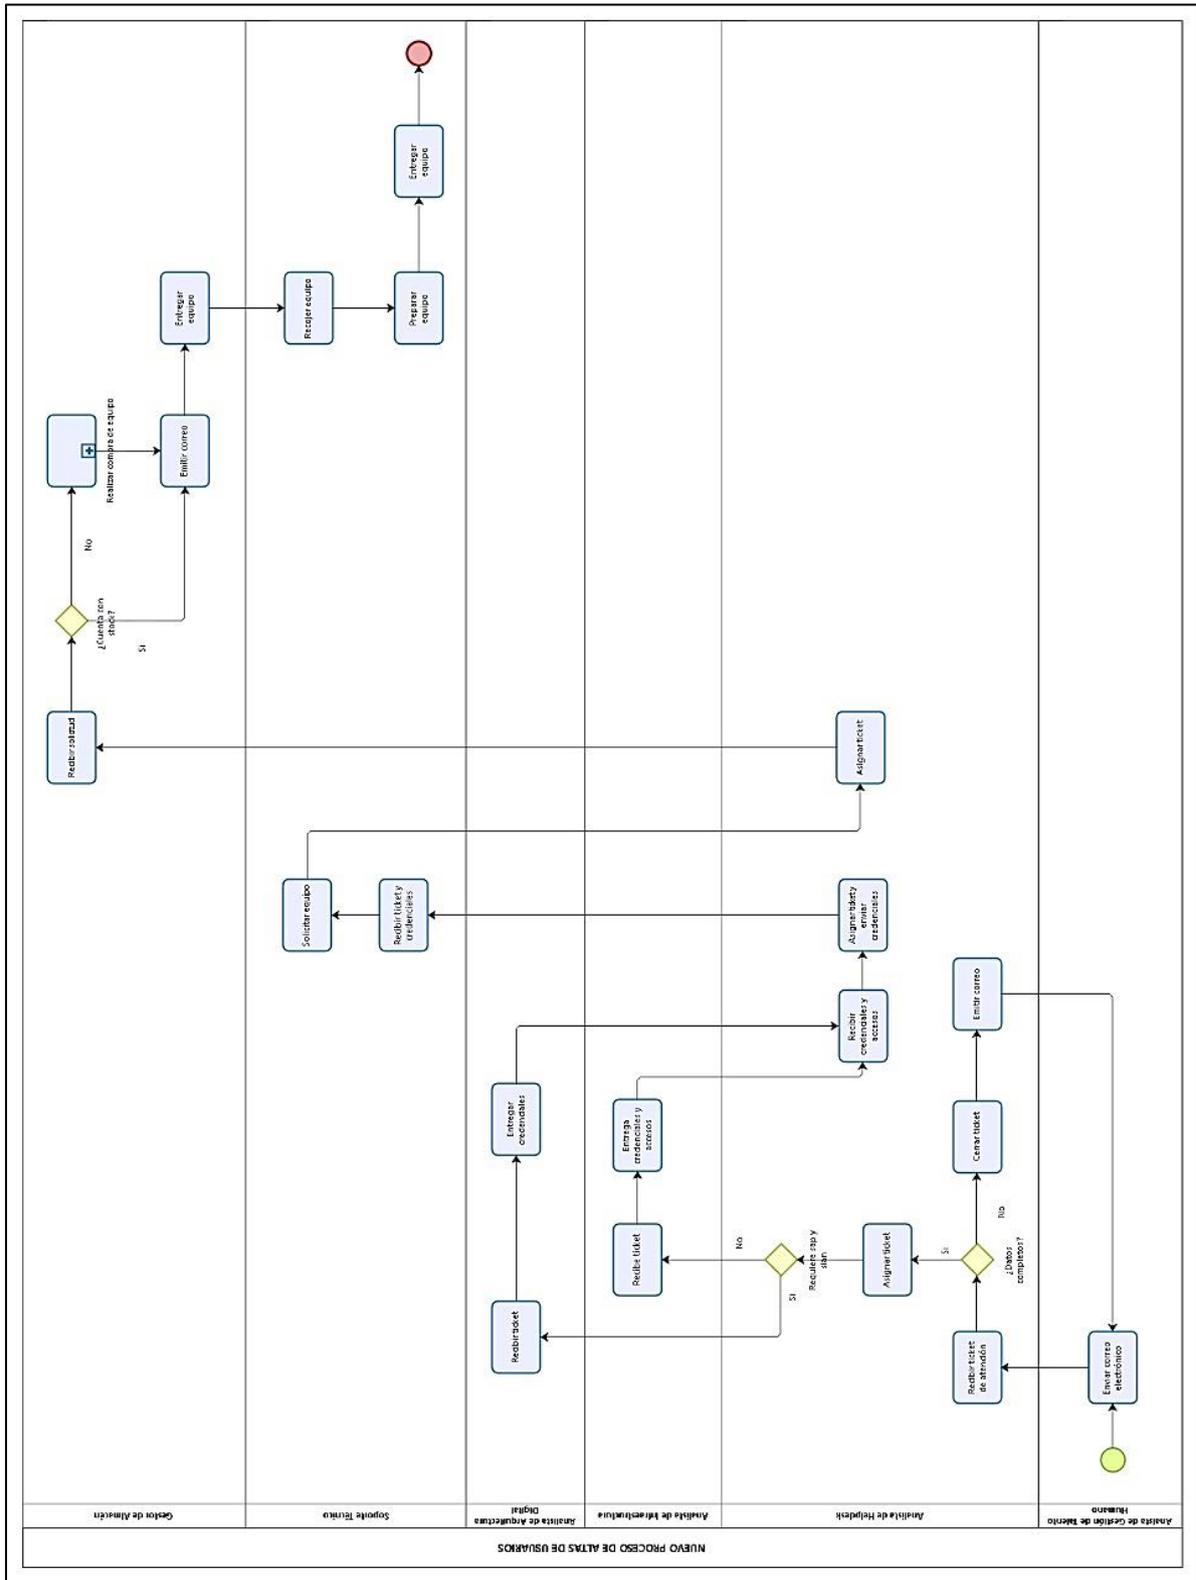 NUEVO PROCESO DE ALTAS DE USUARIOS
Analista de Gestión de Talento
Humano
Enviar correo
electrónico
Analista de Helpdesk
Recibir ticket
de atención
¿Datos
completos?
Si
No
Cerrar ticket
Emitir correo
Asignar ticket
Requiere sap y
sian
Si
No
Recibir
credenciales y
accesos
Asignar ticket y
enviar
credenciales
Asignar ticket
Analista de Infraestructura
Recibe ticket
Entrega
credenciales y
accesos
Analista de Arquitectura
Digital
Recibir ticket
Entregar
credenciales
Soporte Técnico
Recibir ticket y
credenciales
Solicitar equipo
Recojer equipo
Preparar
equipo
Entregar
equipo
Gestor de Almacén
Recibir solicitud
¿Cuenta con
stock?
Si
No
Realizar compra de equipo
Emitir correo
Entregar
equipo